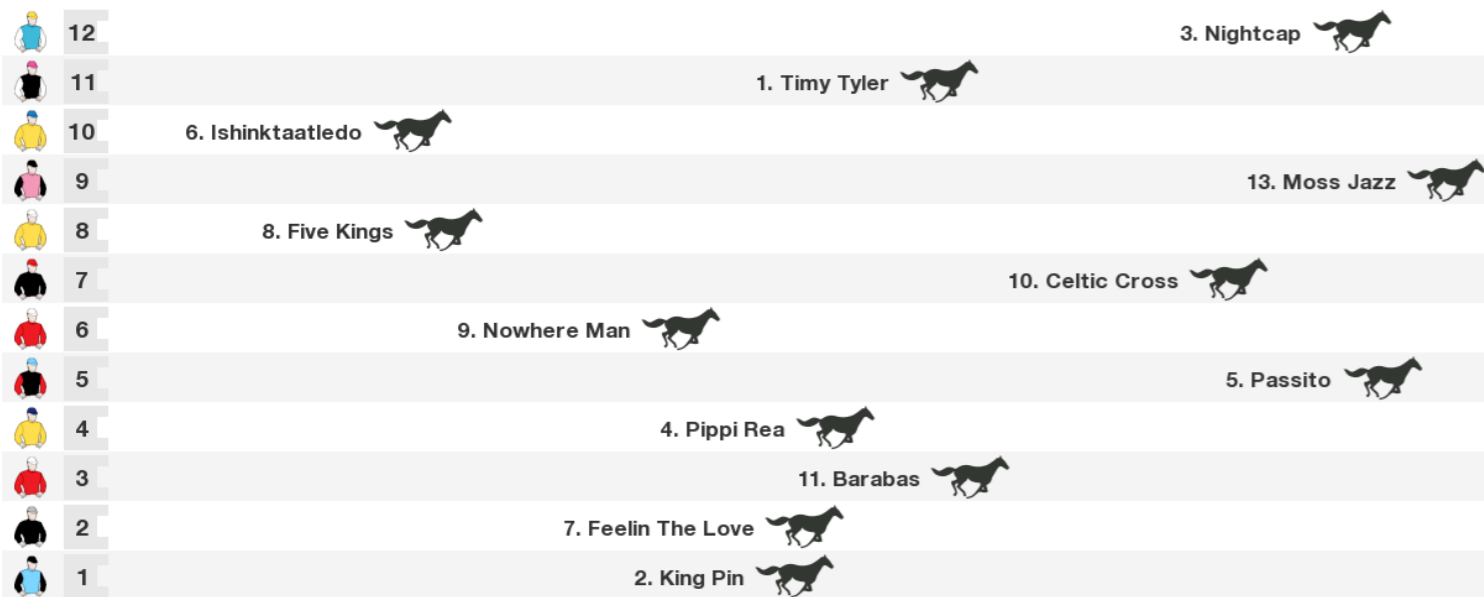 12 3. Nightcap
11 1. Timy Tyler
10 6. Ishinktaatledo
9 13. Moss Jazz
8 8. Five Kings
7 10. Celtic Cross
6 9. Nowhere Man
5 5. Passito
4 4. Pippi Rea
3 11. Barabas
2 7. Feelin The Love
1 2. King Pin